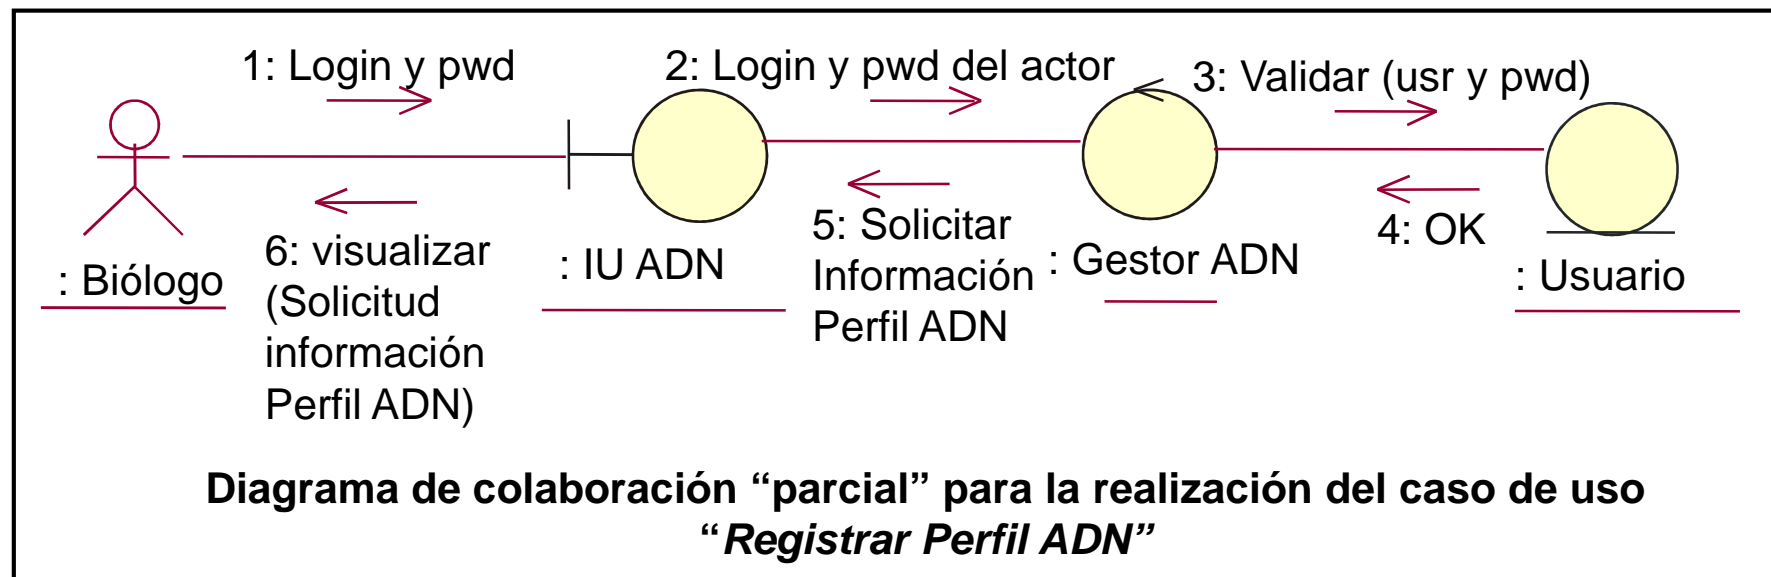 1: Login y pwd
2: Login y pwd del actor
3: Validar (usr y pwd)
4: OK
5: Solicitar
Información
Perfil ADN
6: visualizar
(Solicitud
información
Perfil ADN)
: Biólogo
: IU ADN
: Gestor ADN
: Usuario
Diagrama de colaboración “parcial” para la realización del caso de uso
“Registrar Perfil ADN”